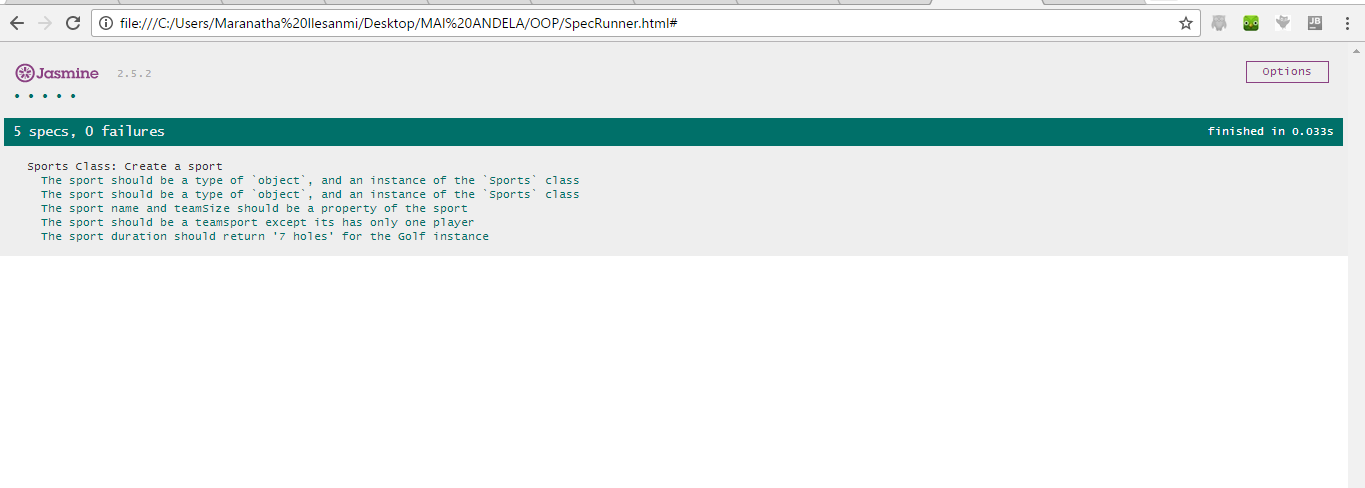 file:///C:/Users/Maranatha%20Ilesanmi/Desktop/MAI%20ANDELA/OOP/SpecRunner.html#
JB
Jasmine 2.5.2
Options
• • • • •
5 specs, 0 failures
finished in 0.033s
Sports Class: Create a sport
The sport should be a type of `object`, and an instance of the `Sports` class
The sport should be a type of `object`, and an instance of the `Sports` class
The sport name and teamSize should be a property of the sport
The sport should be a teamsport except its has only one player
The sport duration should return '7 holes' for the Golf instance